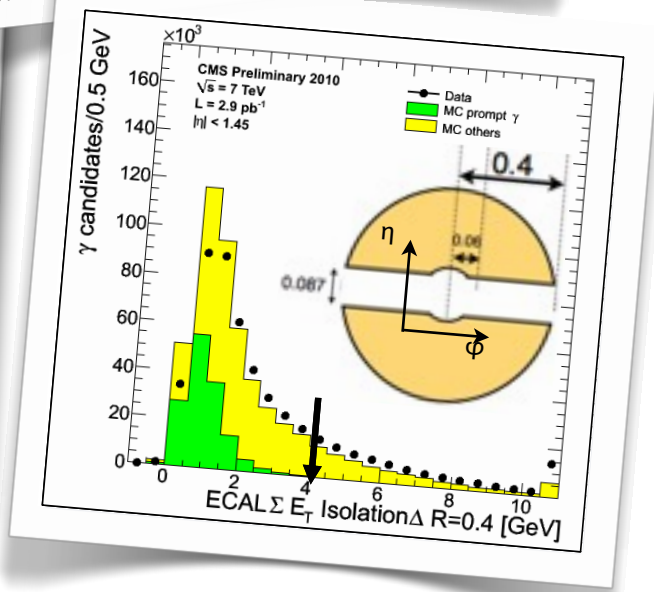 ×10³
γ candidates/0.5 GeV
160
140
120
100
80
60
40
20
0
CMS Preliminary 2010
√s = 7 TeV
L = 2.9 pb⁻¹
|η| < 1.45
Data
MC prompt γ
MC others
0.4
η
0.06
0.087
φ
0 2 4 6 8 10
ECAL Σ E_T Isolation Δ R=0.4 [GeV]